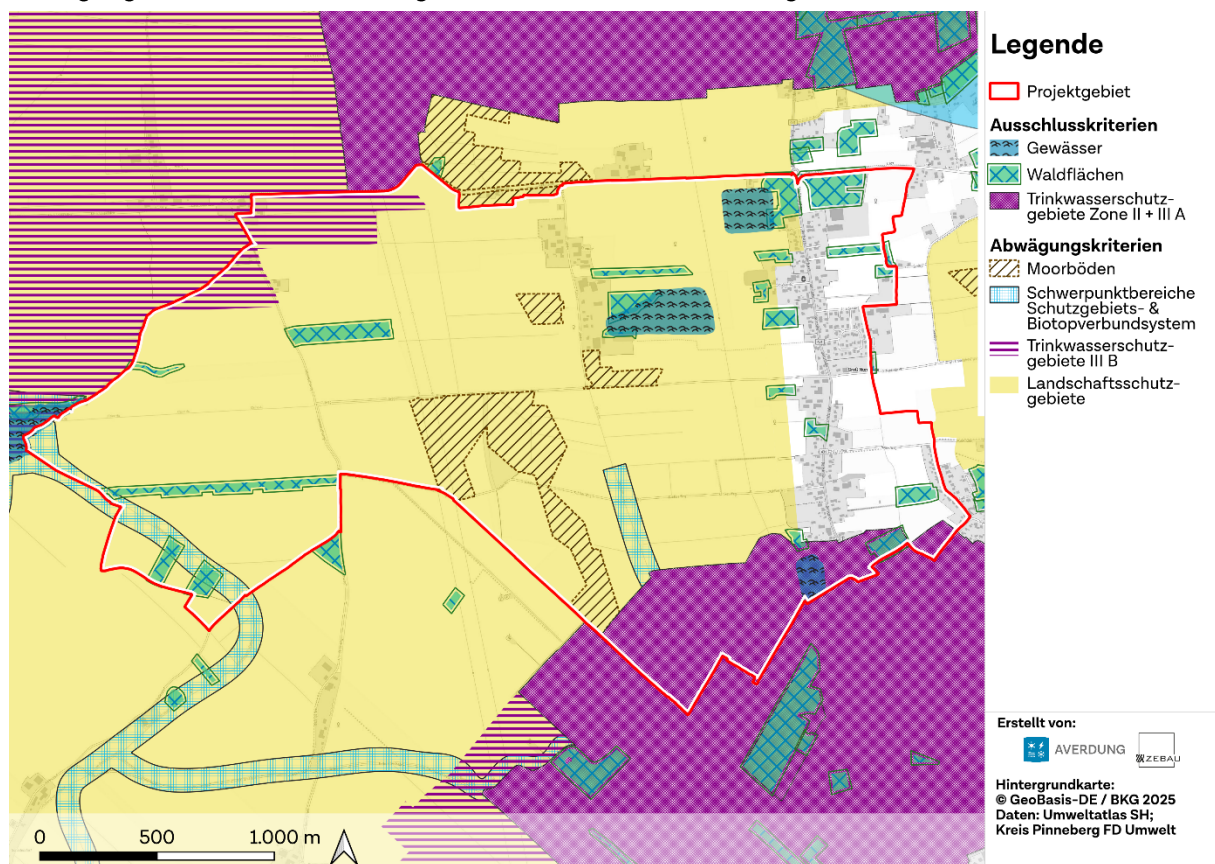 Legende
Projektgebiet
Ausschlusskriterien
Gewässer
Waldflächen
Trinkwasserschutz-
gebiete Zone II + III A
Abwägungskriterien
Moorböden
Schwerpunktbereiche
Schutzgebiets- &
Biotopverbundsystem
Trinkwasserschutz-
gebiete III B
Landschaftsschutz-
gebiete
Erstellt von:
AVERDUNG
ZEBAU
Hintergrundkarte:
© GeoBasis-DE / BKG 2025
Daten: Umweltatlas SH;
Kreis Pinneberg FD Umwelt
0 500 1.000 m